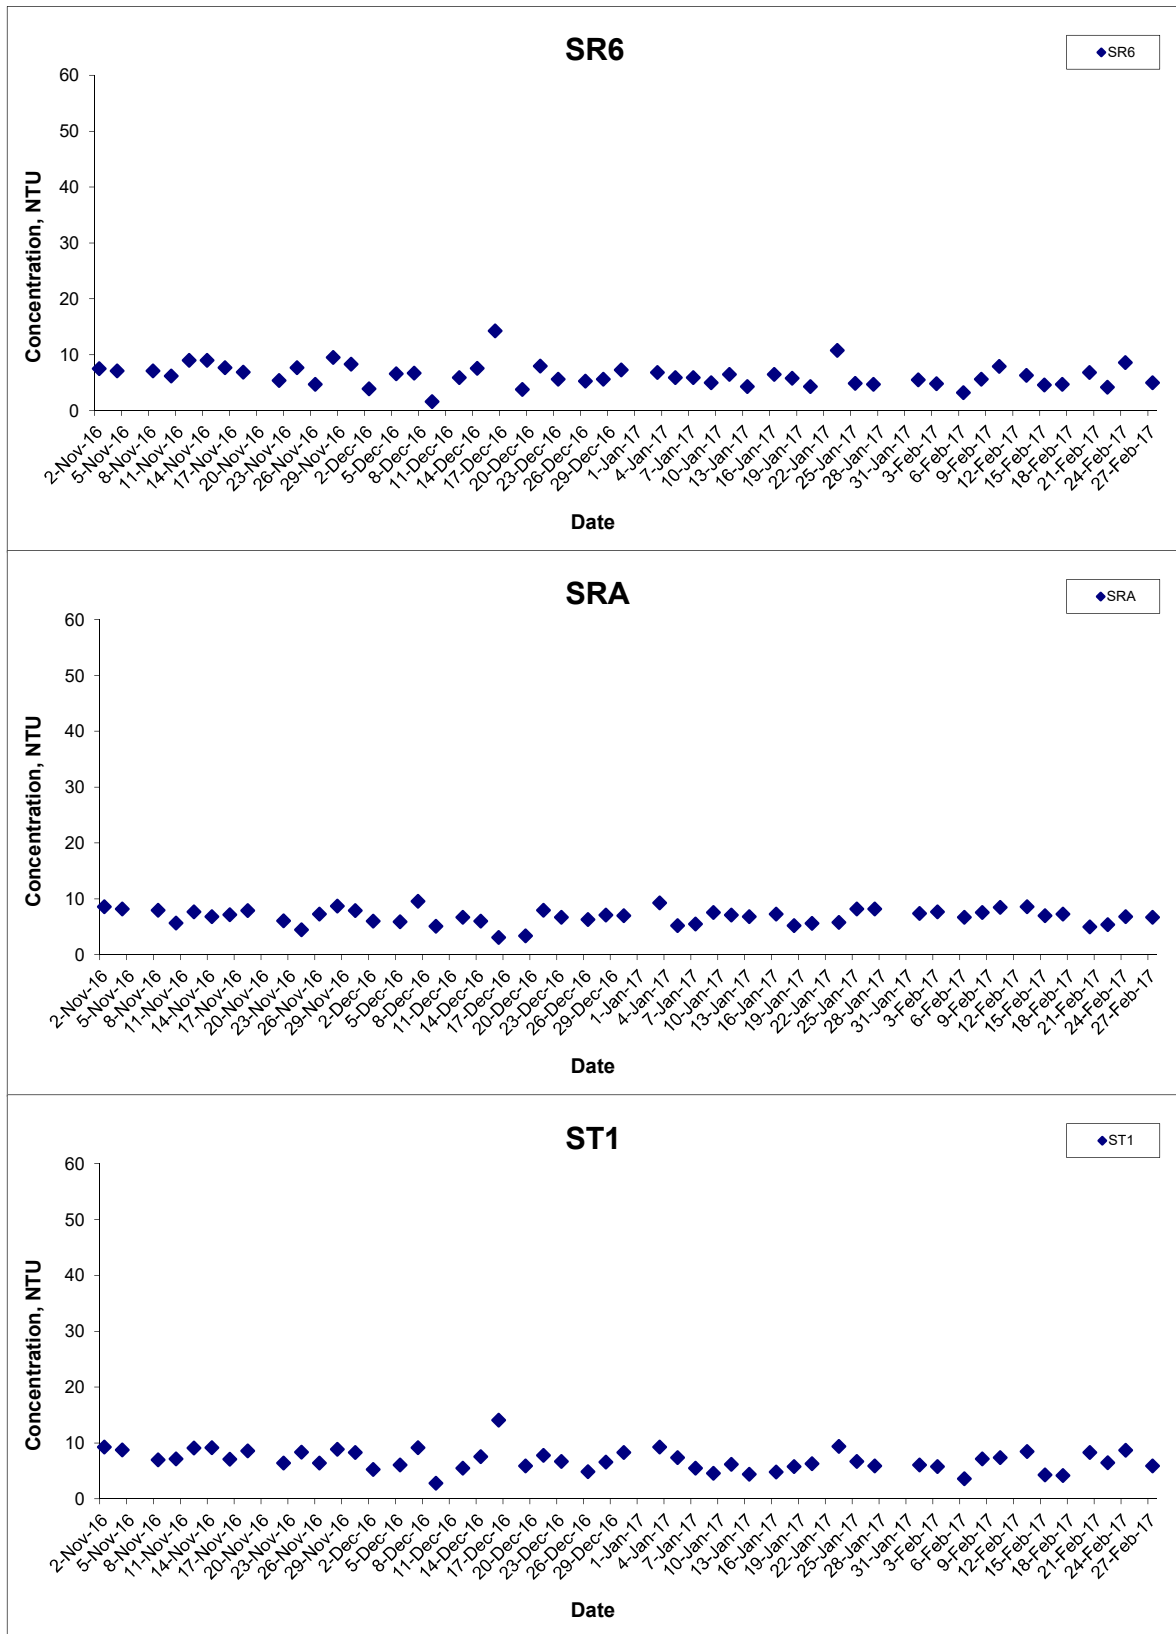 SR6
SR6
60
50
40
30
20
10
0
Concentration, NTU
2-Nov-16
5-Nov-16
8-Nov-16
11-Nov-16
14-Nov-16
17-Nov-16
20-Nov-16
23-Nov-16
26-Nov-16
29-Nov-16
2-Dec-16
5-Dec-16
8-Dec-16
11-Dec-16
14-Dec-16
17-Dec-16
20-Dec-16
23-Dec-16
26-Dec-16
29-Dec-16
1-Jan-17
4-Jan-17
7-Jan-17
10-Jan-17
13-Jan-17
16-Jan-17
19-Jan-17
22-Jan-17
25-Jan-17
28-Jan-17
31-Jan-17
3-Feb-17
6-Feb-17
9-Feb-17
12-Feb-17
15-Feb-17
18-Feb-17
21-Feb-17
24-Feb-17
27-Feb-17
Date
SRA
SRA
60
50
40
30
20
10
0
Concentration, NTU
2-Nov-16
5-Nov-16
8-Nov-16
11-Nov-16
14-Nov-16
17-Nov-16
20-Nov-16
23-Nov-16
26-Nov-16
29-Nov-16
2-Dec-16
5-Dec-16
8-Dec-16
11-Dec-16
14-Dec-16
17-Dec-16
20-Dec-16
23-Dec-16
26-Dec-16
29-Dec-16
1-Jan-17
4-Jan-17
7-Jan-17
10-Jan-17
13-Jan-17
16-Jan-17
19-Jan-17
22-Jan-17
25-Jan-17
28-Jan-17
31-Jan-17
3-Feb-17
6-Feb-17
9-Feb-17
12-Feb-17
15-Feb-17
18-Feb-17
21-Feb-17
24-Feb-17
27-Feb-17
Date
ST1
ST1
60
50
40
30
20
10
0
Concentration, NTU
2-Nov-16
5-Nov-16
8-Nov-16
11-Nov-16
14-Nov-16
17-Nov-16
20-Nov-16
23-Nov-16
26-Nov-16
29-Nov-16
2-Dec-16
5-Dec-16
8-Dec-16
11-Dec-16
14-Dec-16
17-Dec-16
20-Dec-16
23-Dec-16
26-Dec-16
29-Dec-16
1-Jan-17
4-Jan-17
7-Jan-17
10-Jan-17
13-Jan-17
16-Jan-17
19-Jan-17
22-Jan-17
25-Jan-17
28-Jan-17
31-Jan-17
3-Feb-17
6-Feb-17
9-Feb-17
12-Feb-17
15-Feb-17
18-Feb-17
21-Feb-17
24-Feb-17
27-Feb-17
Date